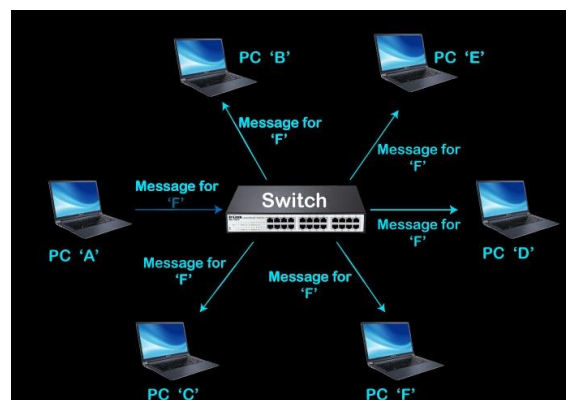 PC 'B'
PC 'E'
Message for
'F'
Message for
'F'
Message for
'F'
Switch
D-Link
Message for
'F'
PC 'A'
PC 'D'
Message for
'F'
Message for
'F'
PC 'C'
PC 'F'